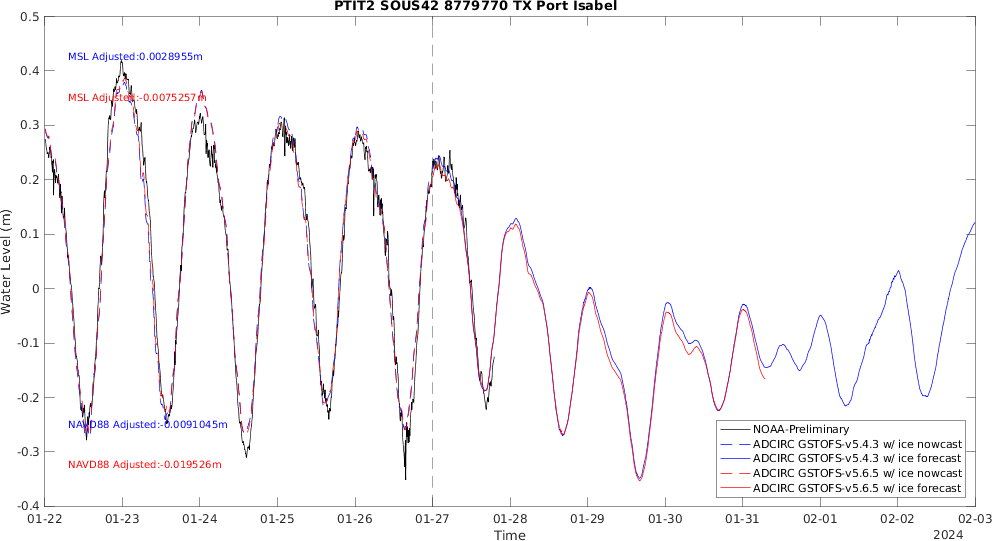 PTIT2 SOUS42 8779770 TX Port Isabel
0.5
0.4
0.3
0.2
0.1
0
-0.1
-0.2
-0.3
-0.4
Water Level (m)
MSL Adjusted:0.0028955m
MSL Adjusted:-0.0075257m
NAVD88 Adjusted:-0.0091045m
NAVD88 Adjusted:-0.019526m
NOAA-Preliminary
ADCIRC GSTOFS-v5.4.3 w/ ice nowcast
ADCIRC GSTOFS-v5.4.3 w/ ice forecast
ADCIRC GSTOFS-v5.6.5 w/ ice nowcast
ADCIRC GSTOFS-v5.6.5 w/ ice forecast
01-22 01-23 01-24 01-25 01-26 01-27 01-28 01-29 01-30 01-31 02-01 02-02 02-03
Time
2024